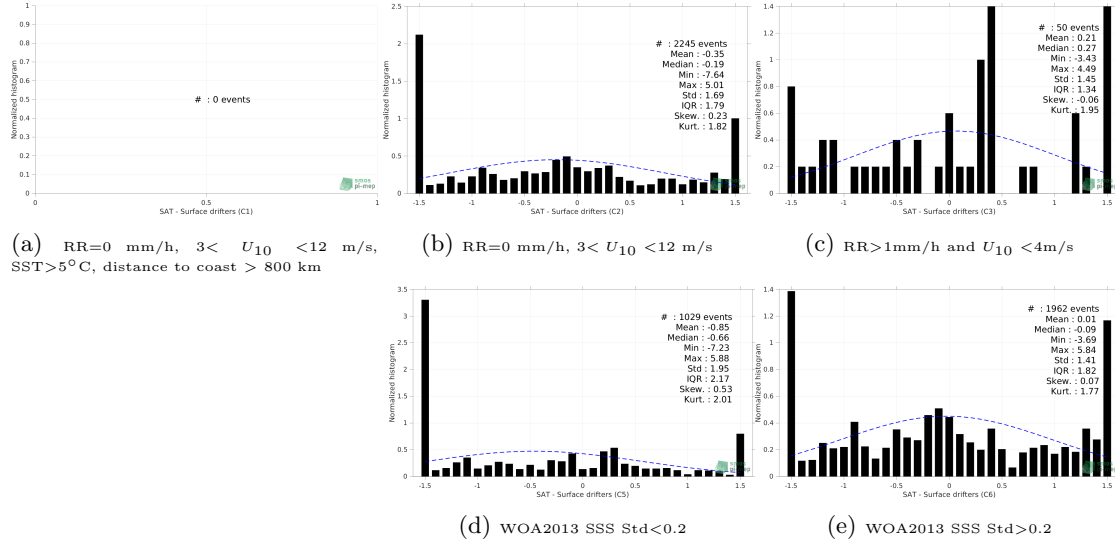 1
0.9
0.8
0.7
0.6
0.5
0.4
0.3
0.2
0.1
0
Normalized histogram
# : 0 events
smos
pi-mep
0 0.5 1
SAT - Surface drifters (C1)
(a) RR=0 mm/h, 3< U10 <12 m/s,
SST>5°C, distance to coast > 800 km
2.5
2
1.5
1
0.5
0
Normalized histogram
# : 2245 events
Mean : -0.35
Median : -0.19
Min : -7.64
Max : 5.01
Std : 1.69
IQR : 1.79
Skew. : 0.23
Kurt. : 1.82
smos
pi-mep
-1.5 -1 -0.5 0 0.5 1 1.5
SAT - Surface drifters (C2)
(b) RR=0 mm/h, 3< U10 <12 m/s
1.4
1.2
1
0.8
0.6
0.4
0.2
0
Normalized histogram
# : 50 events
Mean : 0.21
Median : 0.27
Min : -3.43
Max : 4.49
Std : 1.45
IQR : 1.34
Skew. : -0.06
Kurt. : 1.95
pi-mep
-1.5 -1 -0.5 0 0.5 1 1.5
SAT - Surface drifters (C3)
(c) RR>1mm/h and U10 <4m/s
3.5
3
2.5
2
1.5
1
0.5
0
Normalized histogram
# : 1029 events
Mean : -0.85
Median : -0.66
Min : -7.23
Max : 5.88
Std : 1.95
IQR : 2.17
Skew. : 0.53
Kurt. : 2.01
smos
pi-mep
-1.5 -1 -0.5 0 0.5 1 1.5
SAT - Surface drifters (C5)
(d) WOA2013 SSS Std<0.2
1.4
1.2
1
0.8
0.6
0.4
0.2
0
Normalized histogram
# : 1962 events
Mean : 0.01
Median : -0.09
Min : -3.69
Max : 5.84
Std : 1.41
IQR : 1.82
Skew. : 0.07
Kurt. : 1.77
pi-mep
-1.5 -1 -0.5 0 0.5 1 1.5
SAT - Surface drifters (C6)
(e) WOA2013 SSS Std>0.2